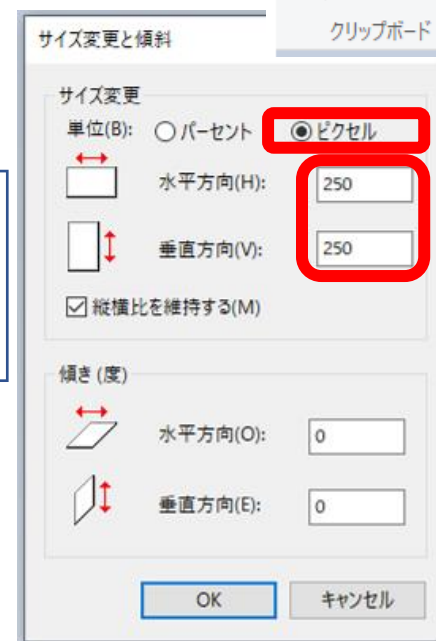 クリップボード
サイズ変更と傾斜
サイズ変更
単位(B): パーセント ピクセル
水平方向(H): 250
垂直方向(V): 250
縦横比を維持する(M)
傾き (度)
水平方向(O): 0
垂直方向(E): 0
OK キャンセル